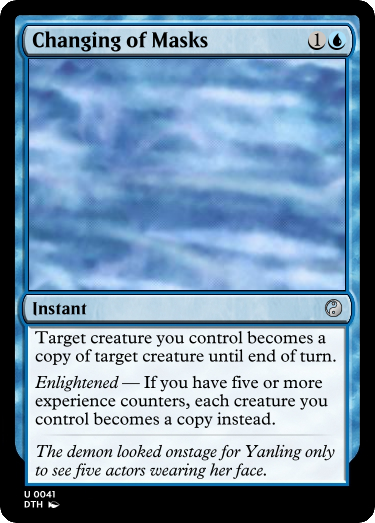 Changing of Masks 1
Instant
Target creature you control becomes a
copy of target creature until end of turn.
Enlightened — If you have five or more
experience counters, each creature you
control becomes a copy instead.
The demon looked onstage for Yanling only
to see five actors wearing her face.
U 0041
DTH